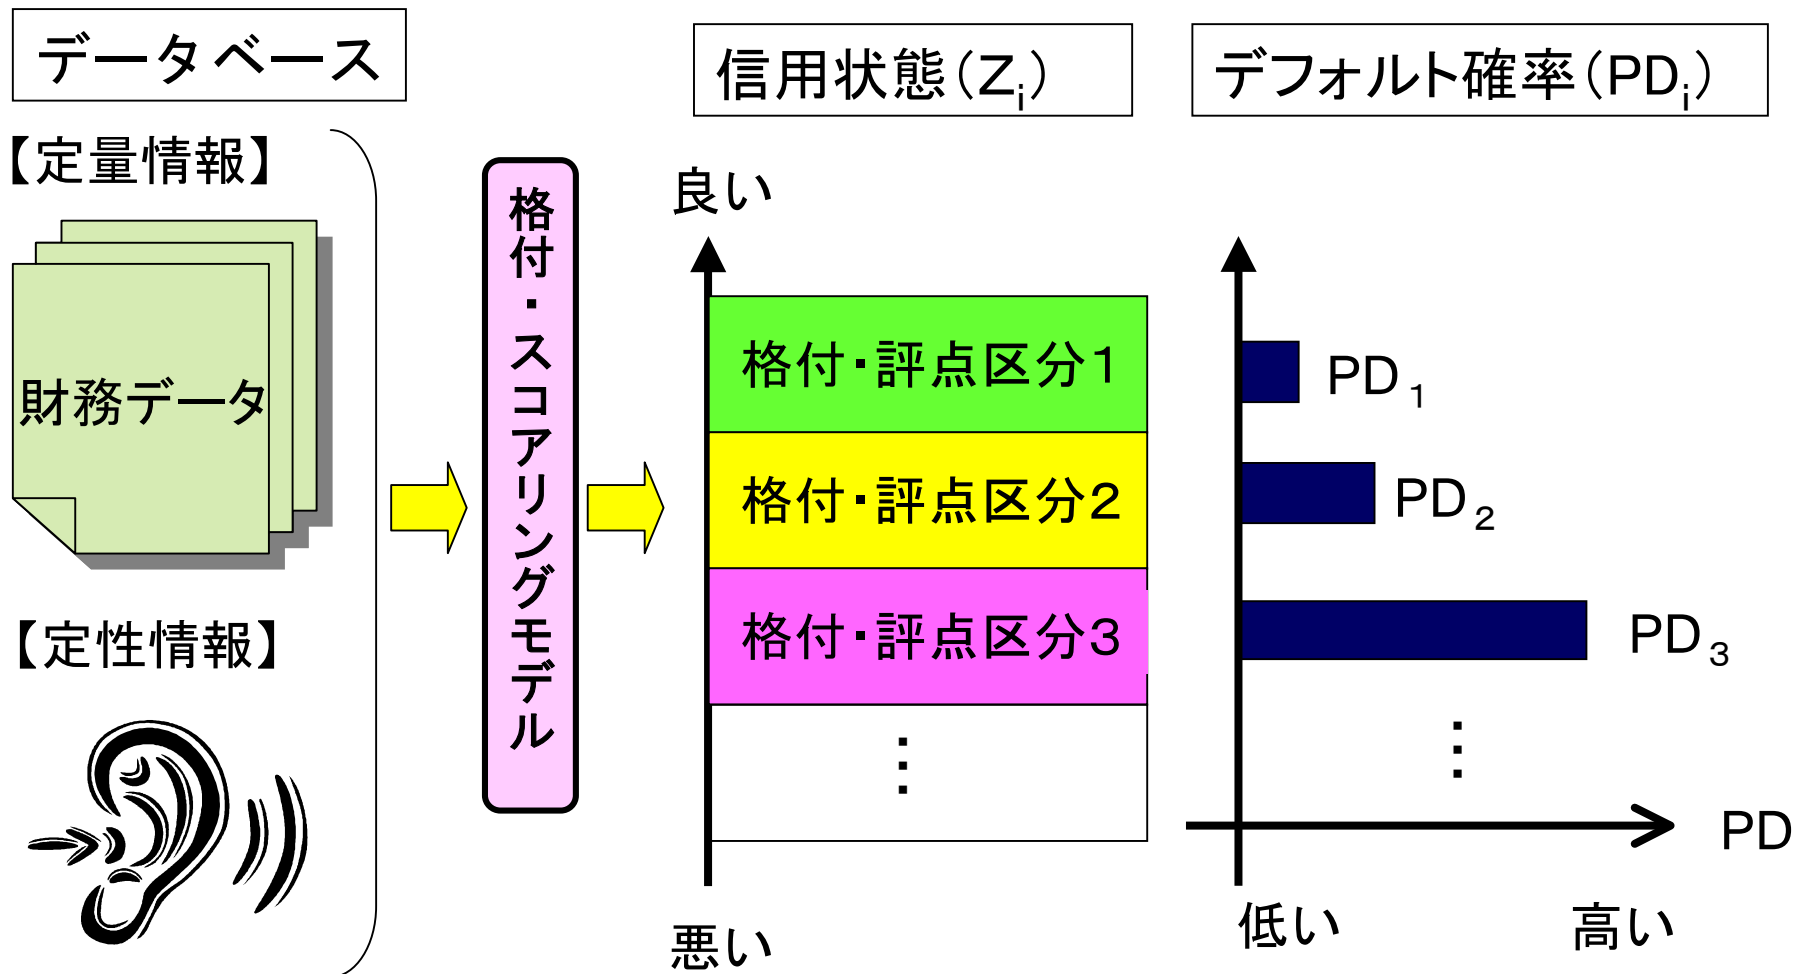 データベース
【定量情報】
財務データ
【定性情報】
格付・スコアリングモデル
信用状態(Zi)
良い
格付・評点区分1
格付・評点区分2
格付・評点区分3
⋮
悪い
デフォルト確率(PDi)
PD1
PD2
PD3
⋮
PD
低い
高い